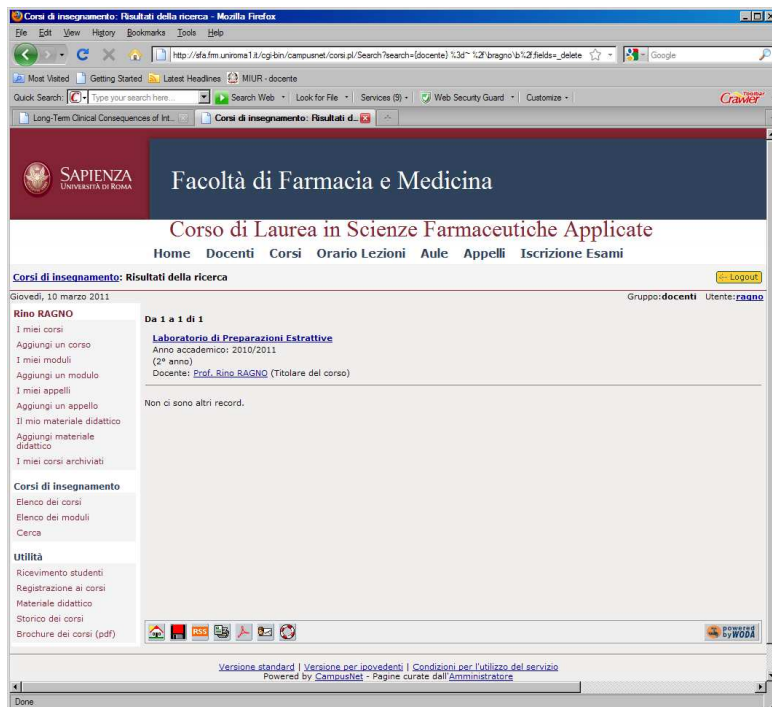 Corsi di insegnamento: Risultati della ricerca - Mozilla Firefox
File Edit View History Bookmarks Tools Help
http://sfa.frm.uniroma1.it/cgi-bin/campusnet/corsi.pl/Search?search={docente} %3d~ %2f\bragno\b%2f;fields=_delete
Google
Most Visited Getting Started Latest Headlines MIUR - docente
Quick Search: Type your search here... Search Web Look for File Services (9) Web Security Guard Customize
Crawler
Long-Term Clinical Consequences of Int... Corsi di insegnamento: Risultati d...
SAPIENZA
UNIVERSITÀ DI ROMA
Facoltà di Farmacia e Medicina
Corso di Laurea in Scienze Farmaceutiche Applicate
Home Docenti Corsi Orario Lezioni Aule Appelli Iscrizione Esami
Corsi di insegnamento: Risultati della ricerca
Logout
Giovedì, 10 marzo 2011
Gruppo:docenti Utente:ragno
Rino RAGNO
I miei corsi
Aggiungi un corso
I miei moduli
Aggiungi un modulo
I miei appelli
Aggiungi un appello
Il mio materiale didattico
Aggiungi materiale
didattico
I miei corsi archiviati
Corsi di insegnamento
Elenco dei corsi
Elenco dei moduli
Cerca
Utilità
Ricevimento studenti
Registrazione ai corsi
Materiale didattico
Storico dei corsi
Brochure dei corsi (pdf)
Da 1 a 1 di 1
Laboratorio di Preparazioni Estrattive
Anno accademico: 2010/2011
(2° anno)
Docente: Prof. Rino RAGNO (Titolare del corso)
Non ci sono altri record.
RSS
powered
byWODA
Versione standard | Versione per ipovedenti | Condizioni per l'utilizzo del servizio
Powered by CampusNet - Pagine curate dall'Amministratore
Done